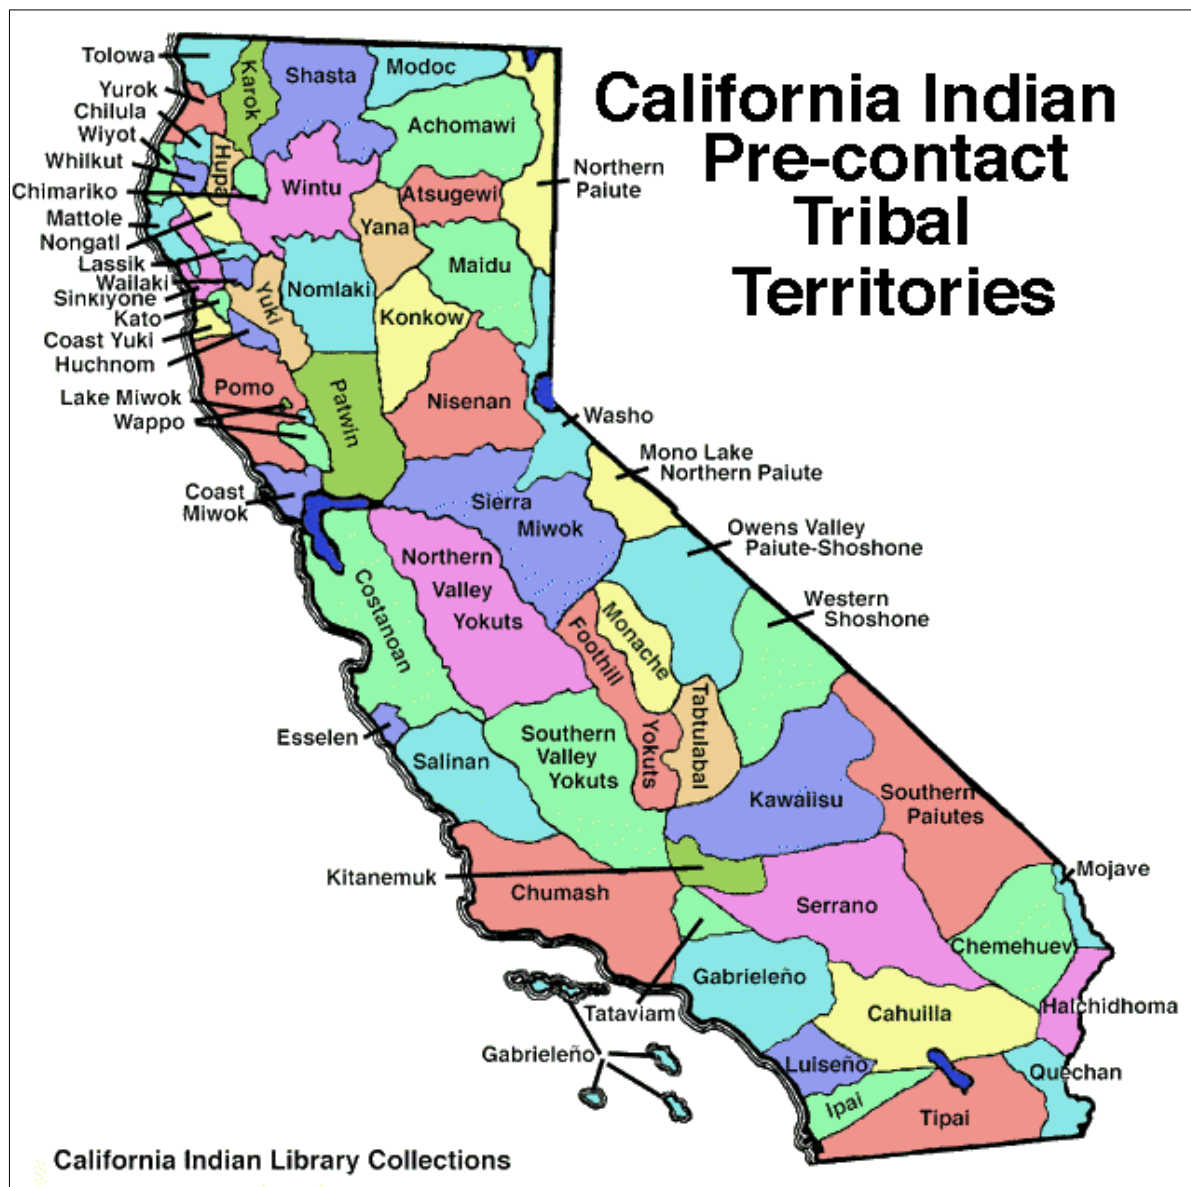 California Indian
Pre-contact
Tribal
Territories
Tolowa
Yurok
Chilula
Wiyot
Whilkut
Chimariko
Mattole
Nongatl
Lassik
Wailaki
Sinkiyone
Kato
Coast Yuki
Huchnom
Lake Miwok
Wappo
Coast
Miwok
Karok
Shasta
Modoc
Achomawi
Hupa
Wintu
Atsugewi
Yana
Northern
Paiute
Maidu
Yuki
Nomlaki
Konkow
Pomo
Patwin
Nisenan
Washo
Mono Lake
Northern Paiute
Sierra
Miwok
Owens Valley
Paiute-Shoshone
Northern
Valley
Yokuts
Costanoan
Foothill
Yokuts
Monache
Western
Shoshone
Tabtulabal
Esselen
Salinan
Southern
Valley
Yokuts
Kawaiisu
Southern
Paiutes
Kitanemuk
Chumash
Serrano
Mojave
Chemehuevi
Gabrieleño
Tataviam
Cahuilla
Halchidhoma
Gabrieleño
Luiseño
Quechan
Ipai
Tipai
California Indian Library Collections